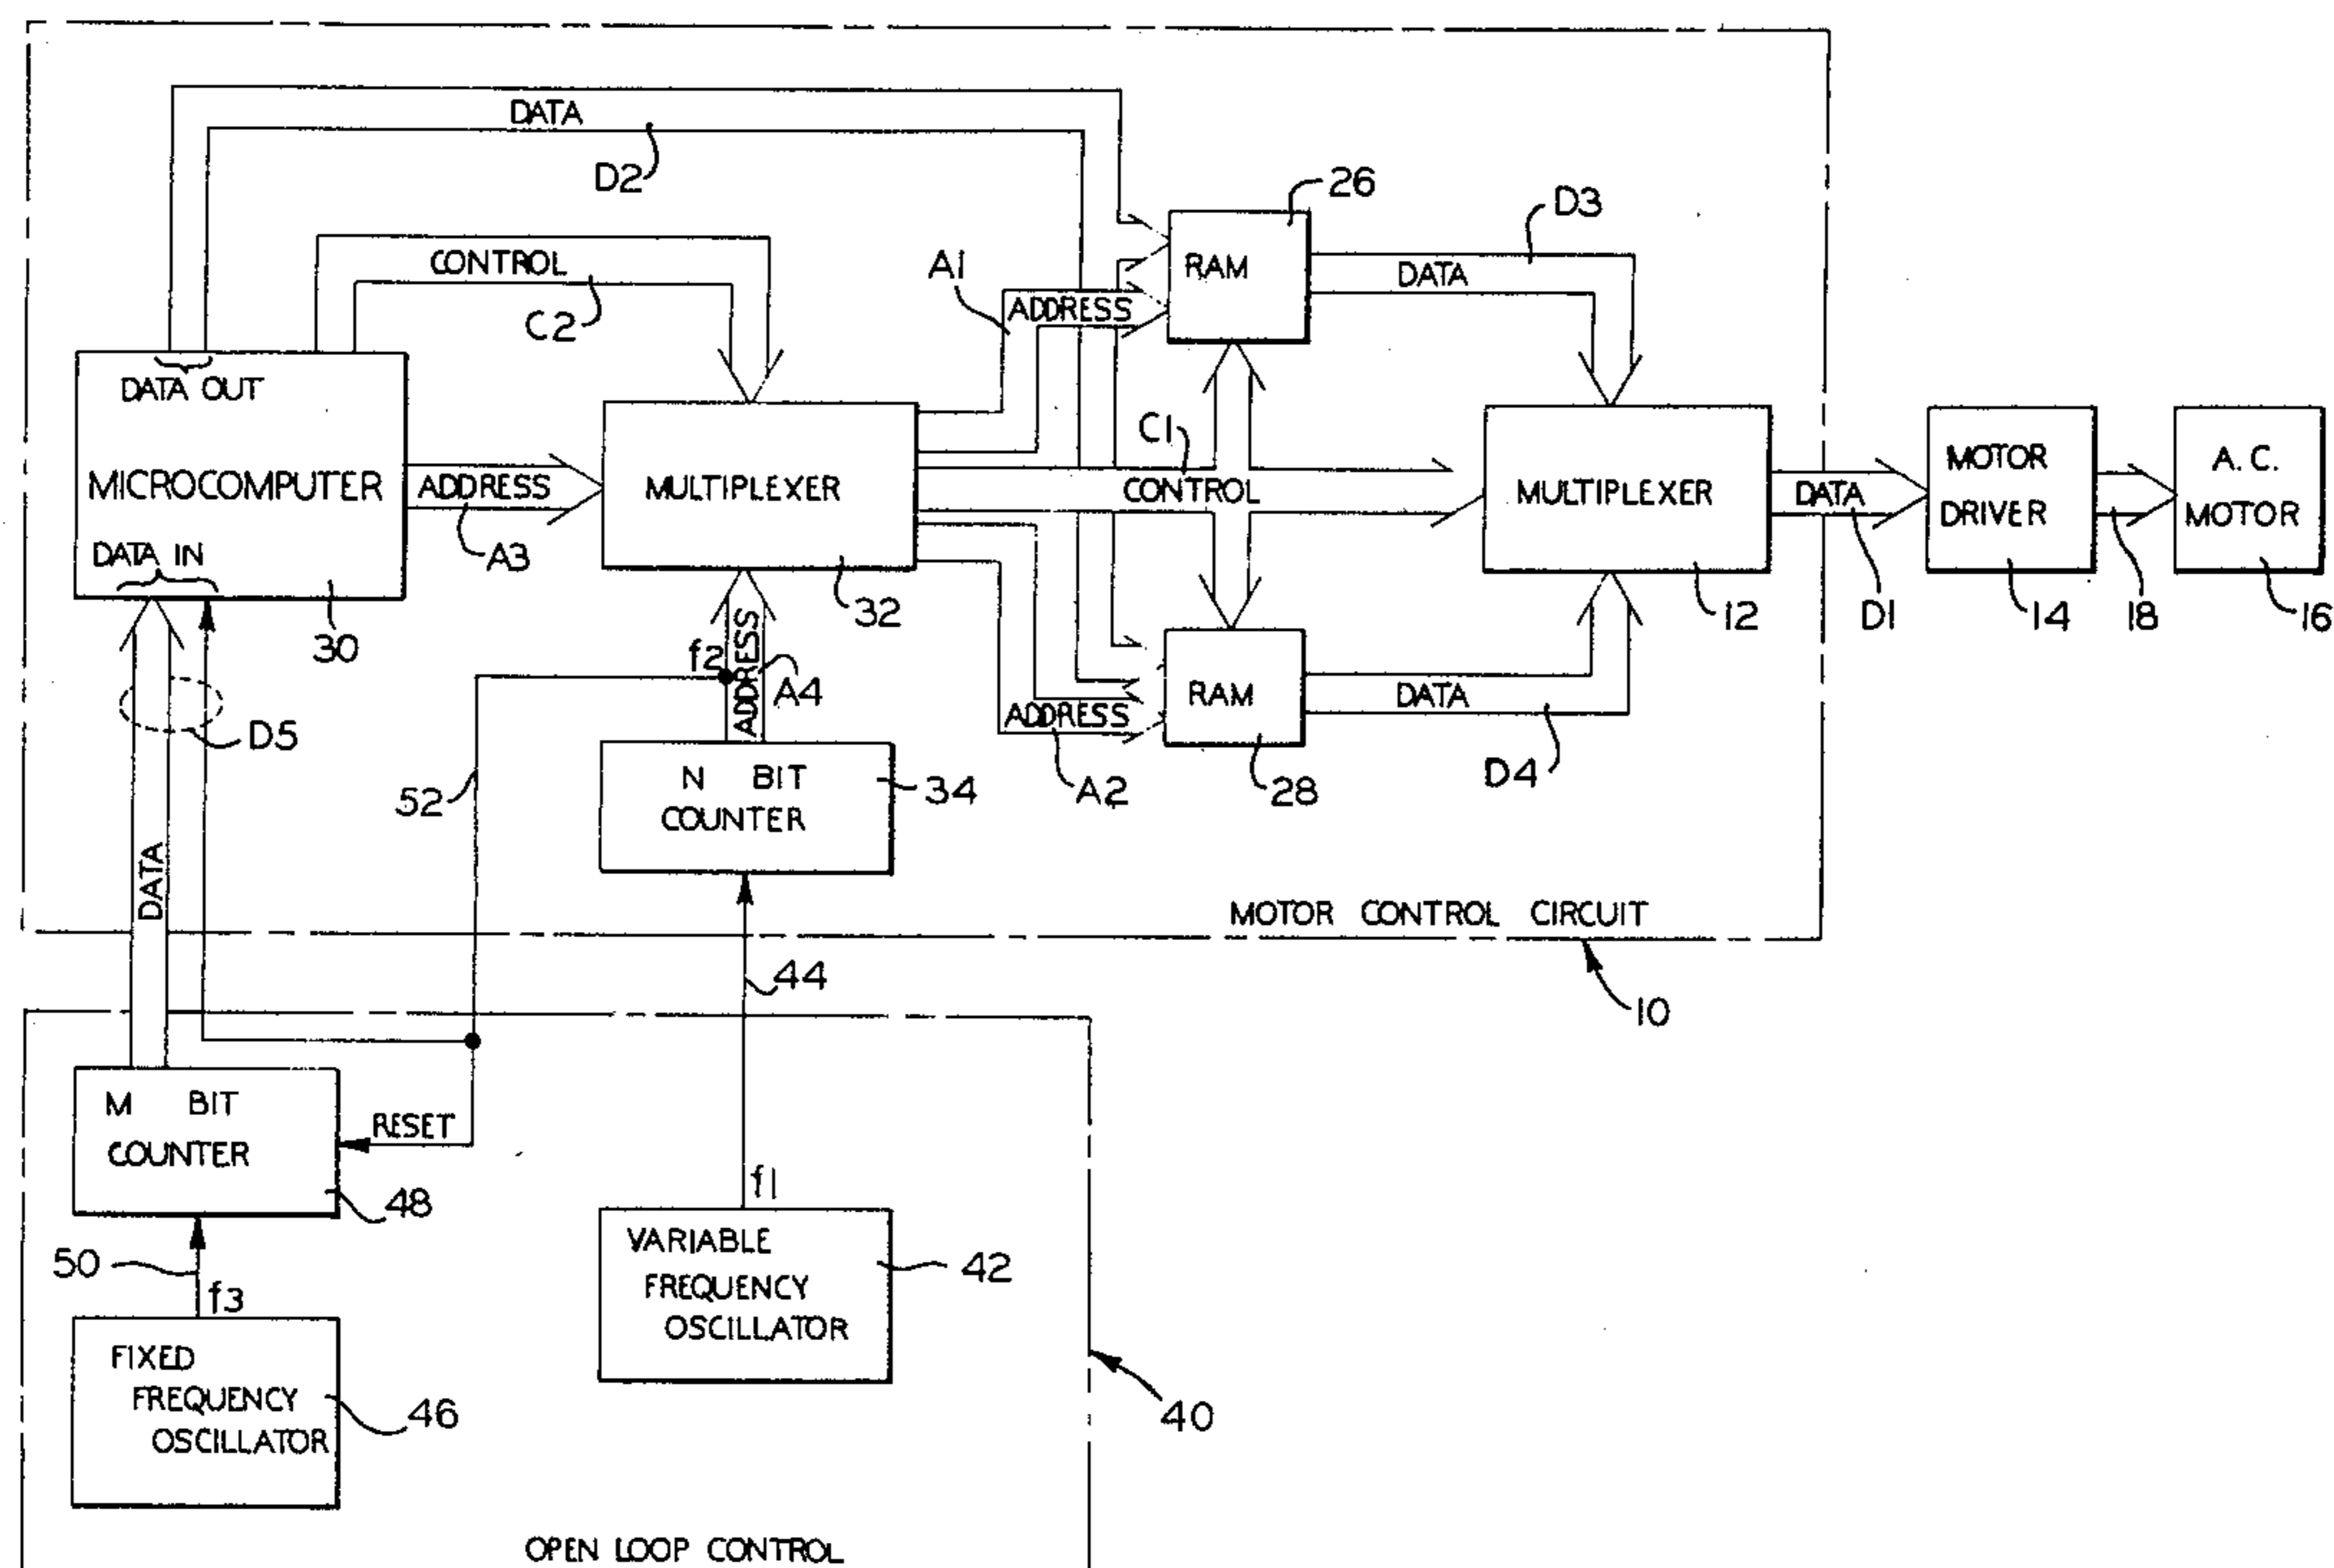 DATA
D2
26
D3
CONTROL
C2
A1
ADDRESS
RAM
DATA
DATA OUT
MICROCOMPUTER
DATA IN
30
ADDRESS
A3
MULTIPLEXER
32
C1
CONTROL
MULTIPLEXER
12
DATA
D1
MOTOR
DRIVER
14
18
A.C.
MOTOR
16
f2
ADDRESS
A4
D5
52
N BIT
COUNTER
34
ADDRESS
A2
RAM
28
DATA
D4
DATA
MOTOR CONTROL CIRCUIT
10
44
M BIT
COUNTER
48
RESET
f1
50
f3
VARIABLE
FREQUENCY
OSCILLATOR
42
FIXED
FREQUENCY
OSCILLATOR
46
40
OPEN LOOP CONTROL